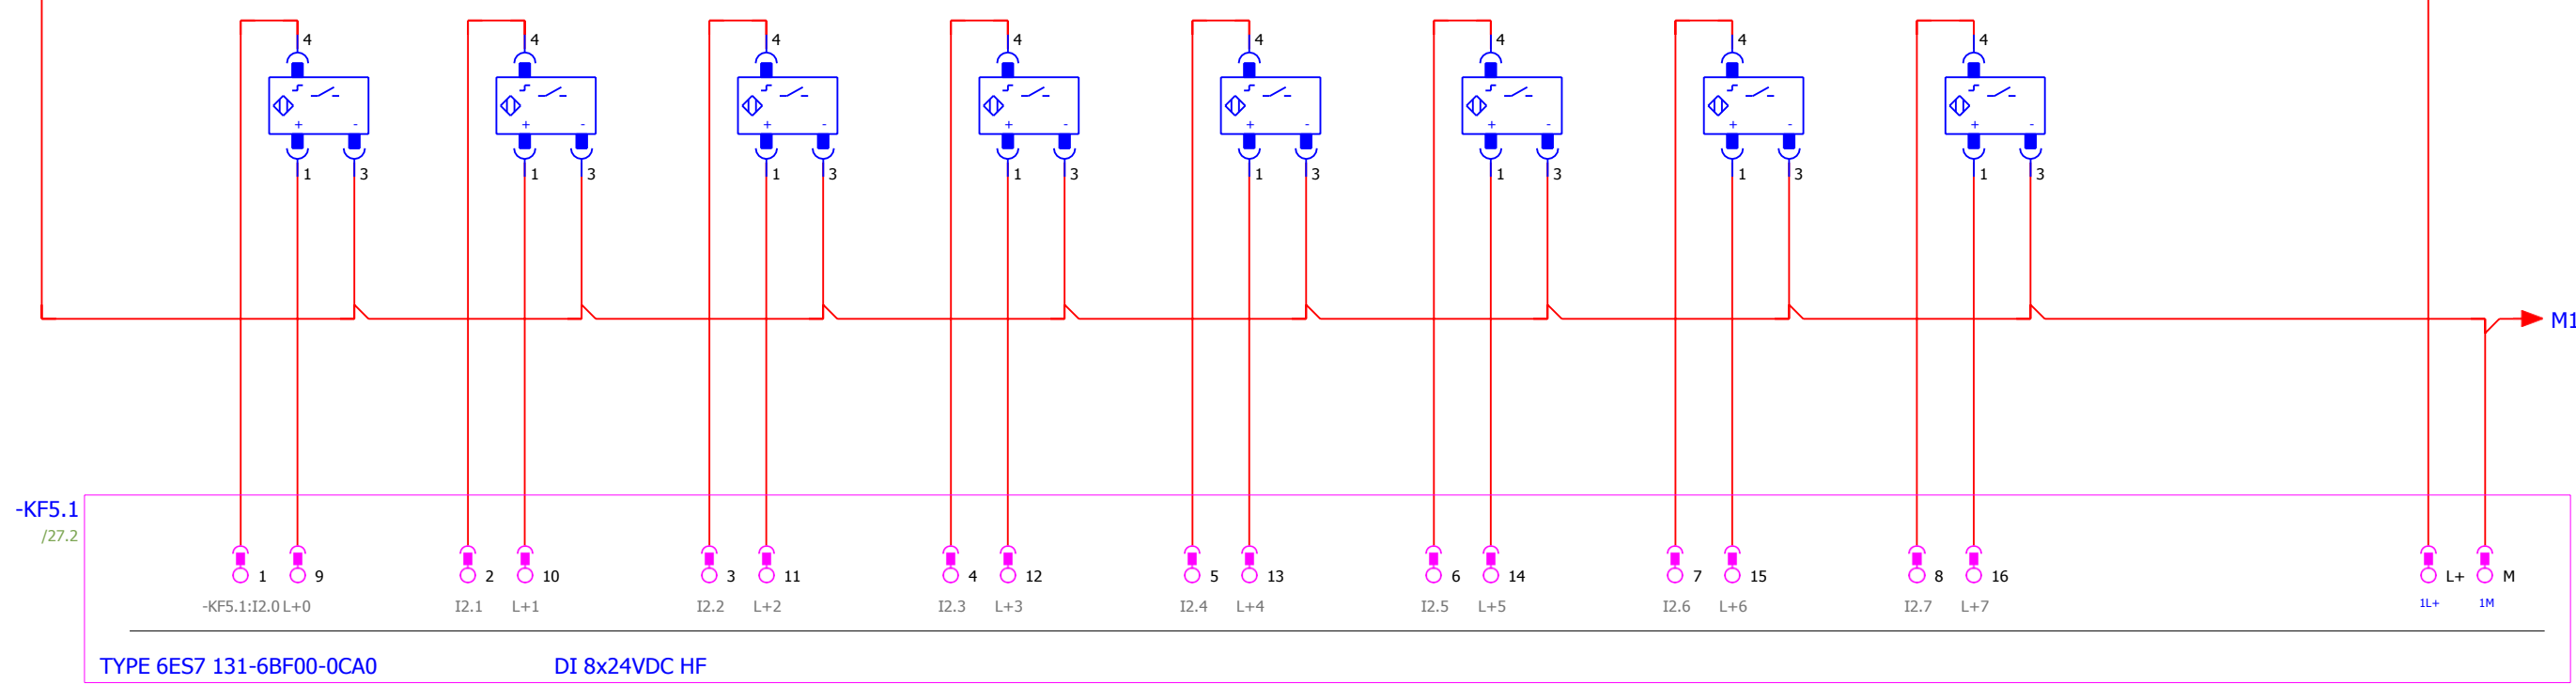 4 4 4 4 4 4 4 4
+ - + - + - + - + - + - + - + -
1 3 1 3 1 3 1 3 1 3 1 3 1 3 1 3
M1
-KF5.1
/27.2
1 9 2 10 3 11 4 12 5 13 6 14 7 15 8 16 L+ M
-KF5.1:I2.0 L+0 I2.1 L+1 I2.2 L+2 I2.3 L+3 I2.4 L+4 I2.5 L+5 I2.6 L+6 I2.7 L+7 1L+ 1M
TYPE 6ES7 131-6BF00-0CA0 DI 8x24VDC HF